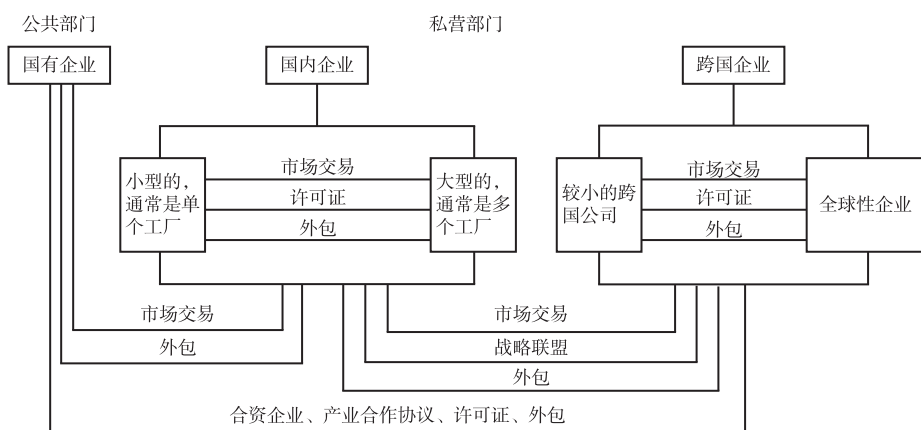 公共部门
私营部门
国有企业
国内企业
跨国企业
小型的，
通常是单
个工厂
市场交易
许可证
外包
大型的，
通常是多
个工厂
较小的跨
国公司
市场交易
许可证
外包
全球性企业
市场交易
外包
市场交易
战略联盟
外包
合资企业、产业合作协议、许可证、外包